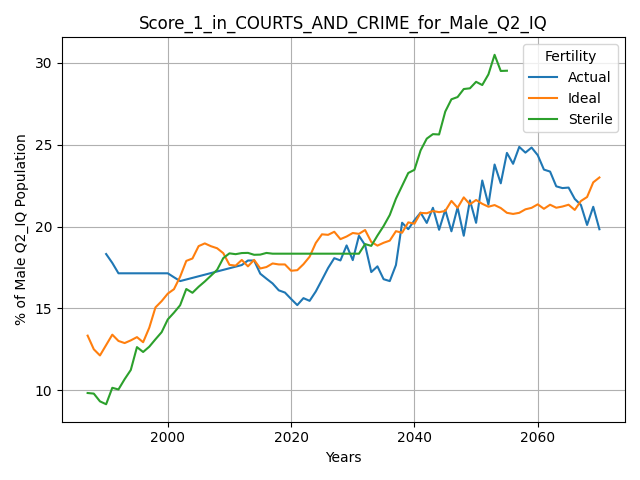 Score_1_in_COURTS_AND_CRIME_for_Male_Q2_IQ
Fertility
Actual
Ideal
Sterile
% of Male Q2_IQ Population
30
25
20
15
10
2000 2020 2040 2060
Years